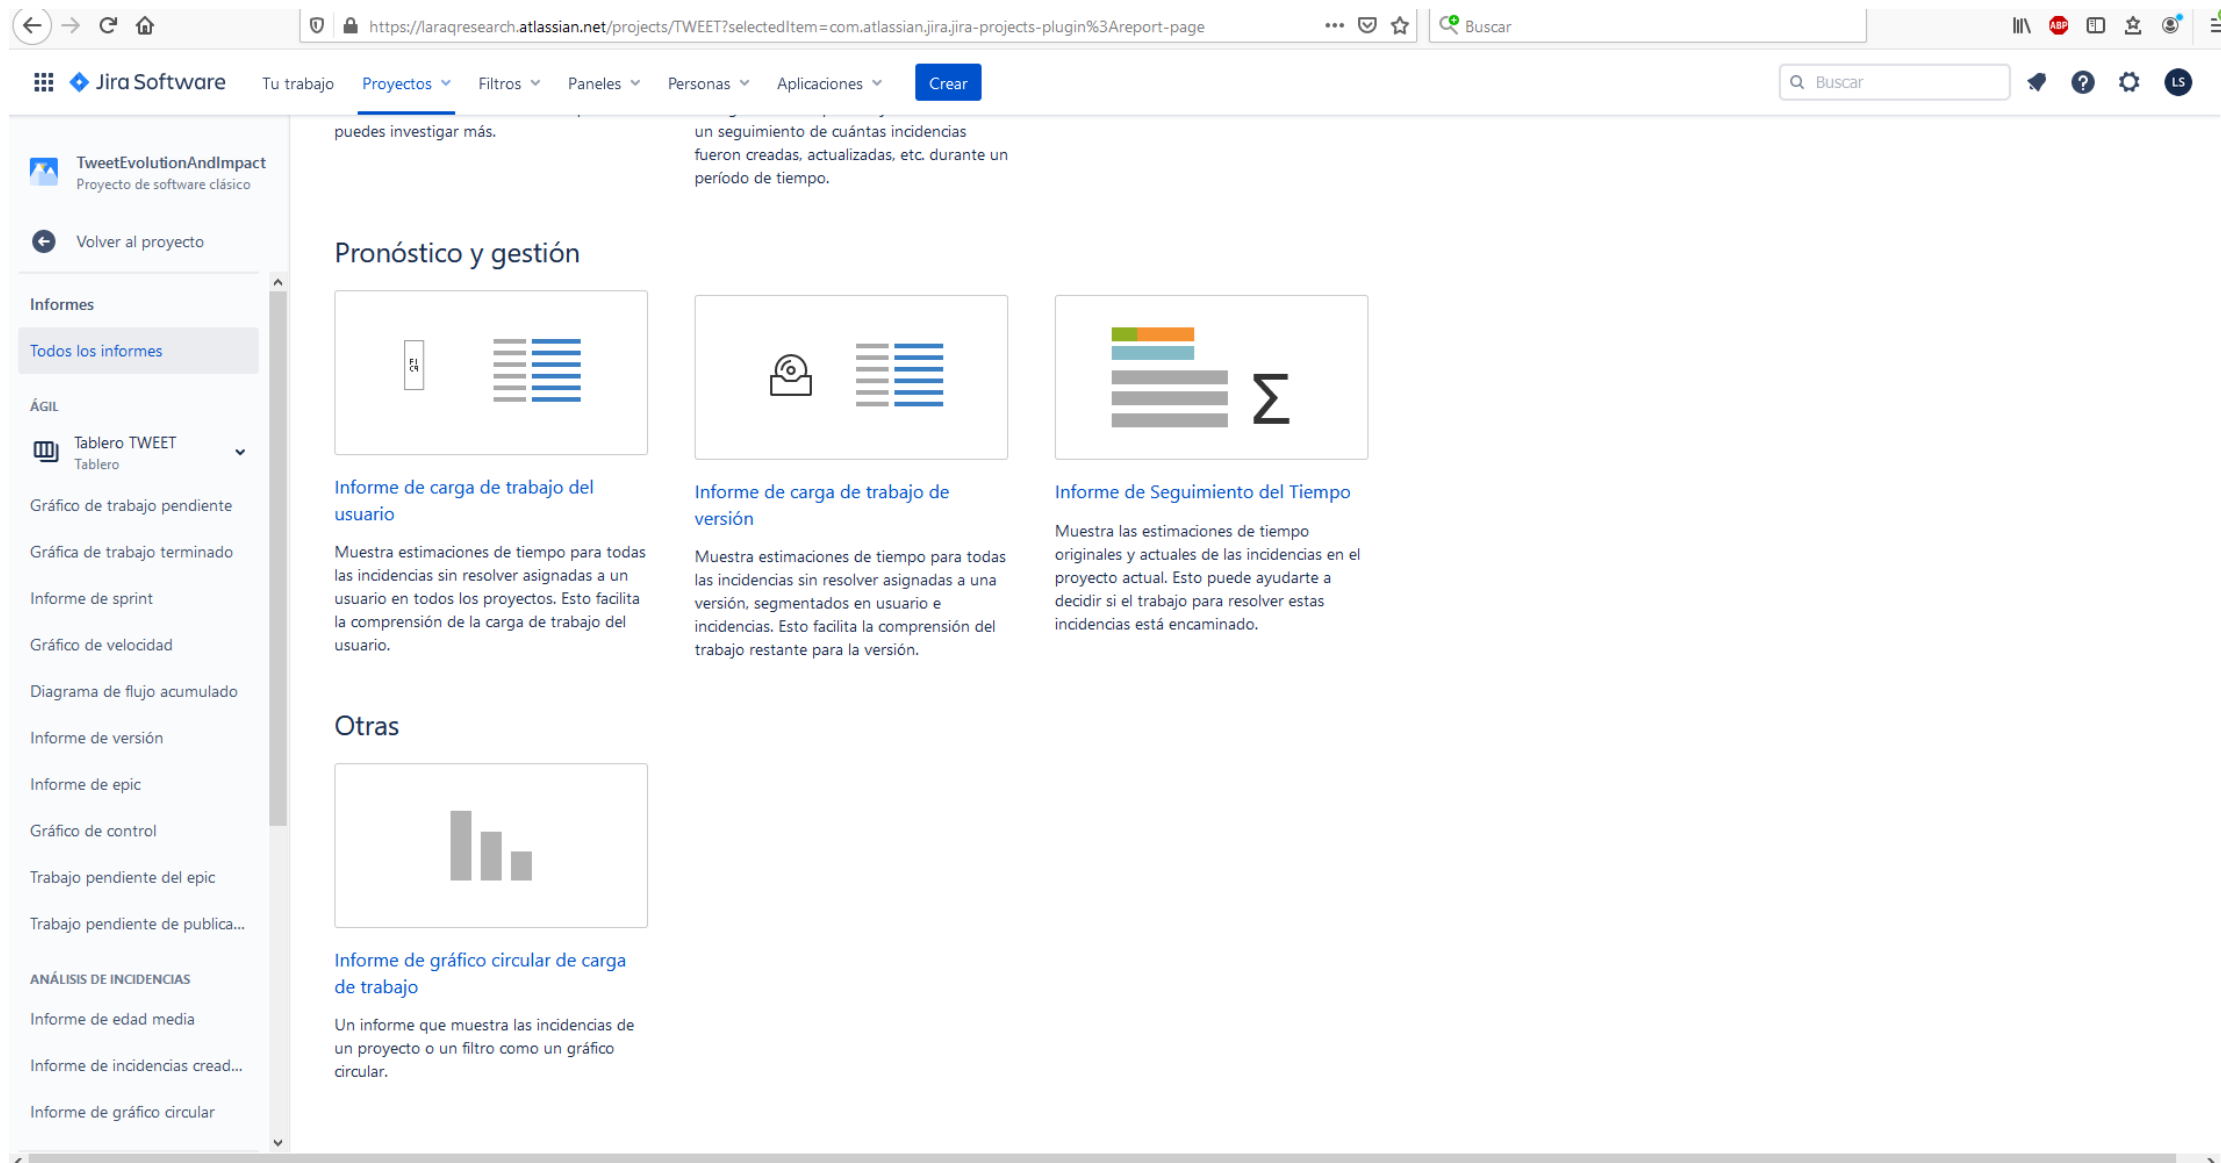 https://laraqresearch.atlassian.net/projects/TWEET?selectedItem=com.atlassian.jira.jira-projects-plugin%3Areport-page
Buscar
ABP
Jira Software
Tu trabajo
Proyectos
Filtros
Paneles
Personas
Aplicaciones
Crear
Buscar
LS
TweetEvolutionAndImpact
Proyecto de software clásico
Volver al proyecto
Informes
Todos los informes
ÁGIL
Tablero TWEET
Tablero
Gráfico de trabajo pendiente
Gráfica de trabajo terminado
Informe de sprint
Gráfico de velocidad
Diagrama de flujo acumulado
Informe de versión
Informe de epic
Gráfico de control
Trabajo pendiente del epic
Trabajo pendiente de publica...
ANÁLISIS DE INCIDENCIAS
Informe de edad media
Informe de incidencias cread...
Informe de gráfico circular
puedes investigar más.
un seguimiento de cuántas incidencias
fueron creadas, actualizadas, etc. durante un
período de tiempo.
Pronóstico y gestión
Informe de carga de trabajo del
usuario
Muestra estimaciones de tiempo para todas
las incidencias sin resolver asignadas a un
usuario en todos los proyectos. Esto facilita
la comprensión de la carga de trabajo del
usuario.
Informe de carga de trabajo de
versión
Muestra estimaciones de tiempo para todas
las incidencias sin resolver asignadas a una
versión, segmentados en usuario e
incidencias. Esto facilita la comprensión del
trabajo restante para la versión.
Σ
Informe de Seguimiento del Tiempo
Muestra las estimaciones de tiempo
originales y actuales de las incidencias en el
proyecto actual. Esto puede ayudarte a
decidir si el trabajo para resolver estas
incidencias está encaminado.
Otras
Informe de gráfico circular de carga
de trabajo
Un informe que muestra las incidencias de
un proyecto o un filtro como un gráfico
circular.